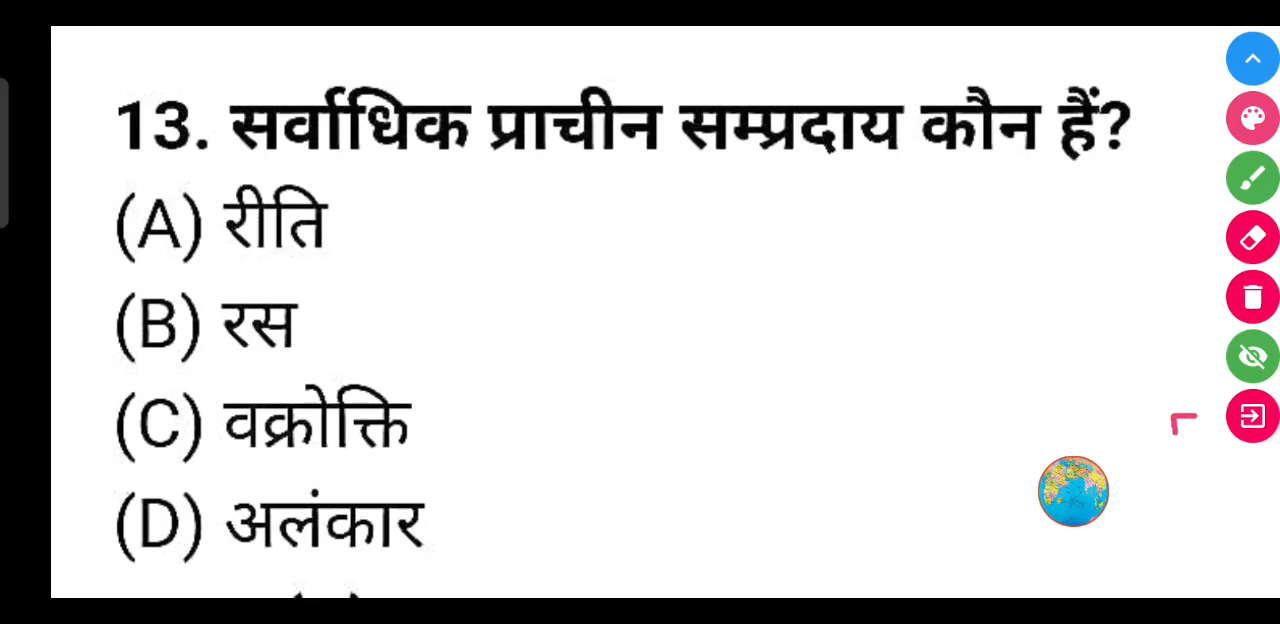 13. सर्वाधिक प्राचीन सम्प्रदाय कौन हैं?
(A) रीति
(B) रस
(C) वक्रोक्ति
(D) अलंकार